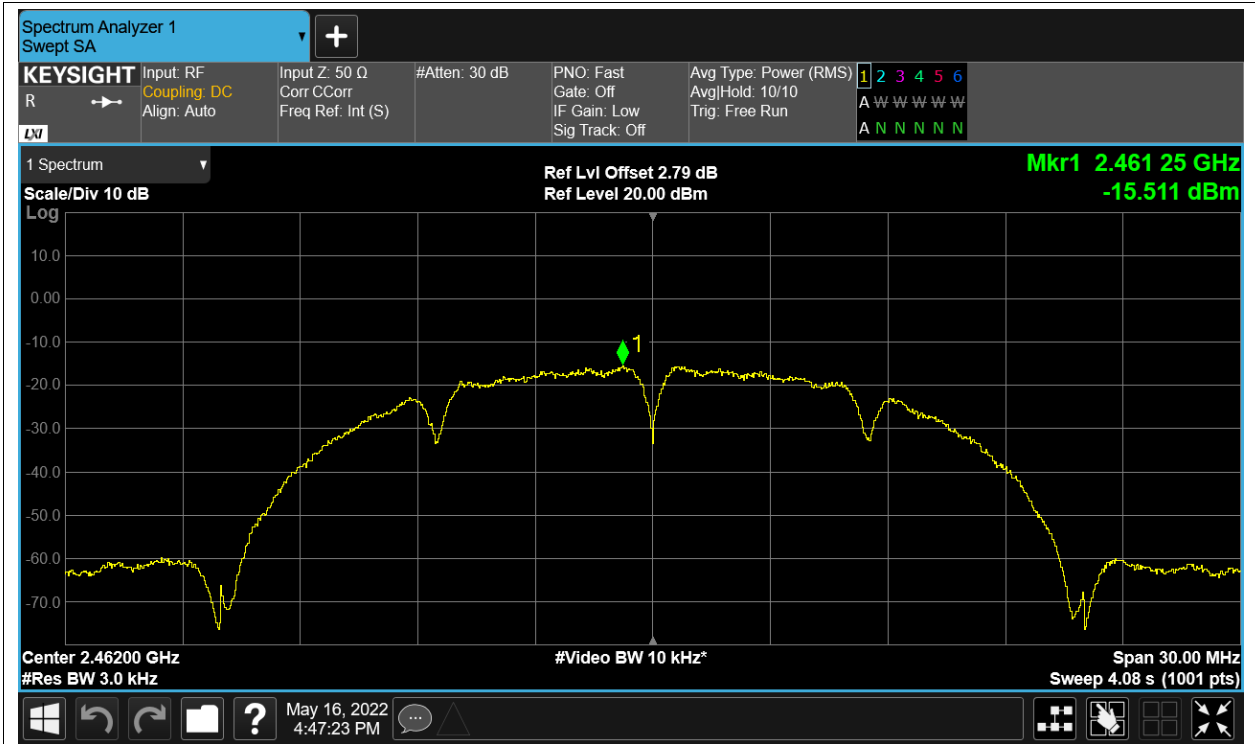 Spectrum Analyzer 1
Swept SA
KEYSIGHT
R
LXI
Input: RF
Coupling: DC
Align: Auto
Input Z: 50 Ω
Corr CCorr
Freq Ref: Int (S)
#Atten: 30 dB
PNO: Fast
Gate: Off
IF Gain: Low
Sig Track: Off
Avg Type: Power (RMS)
Avg|Hold: 10/10
Trig: Free Run
1 2 3 4 5 6
A W W W W W
A N N N N N
1 Spectrum
Scale/Div 10 dB
Log
Ref Lvl Offset 2.79 dB
Ref Level 20.00 dBm
Mkr1 2.461 25 GHz
-15.511 dBm
10.0
0.00
-10.0
1
-20.0
-30.0
-40.0
-50.0
-60.0
-70.0
Center 2.46200 GHz
#Res BW 3.0 kHz
#Video BW 10 kHz*
Span 30.00 MHz
Sweep 4.08 s (1001 pts)
?
May 16, 2022
4:47:23 PM